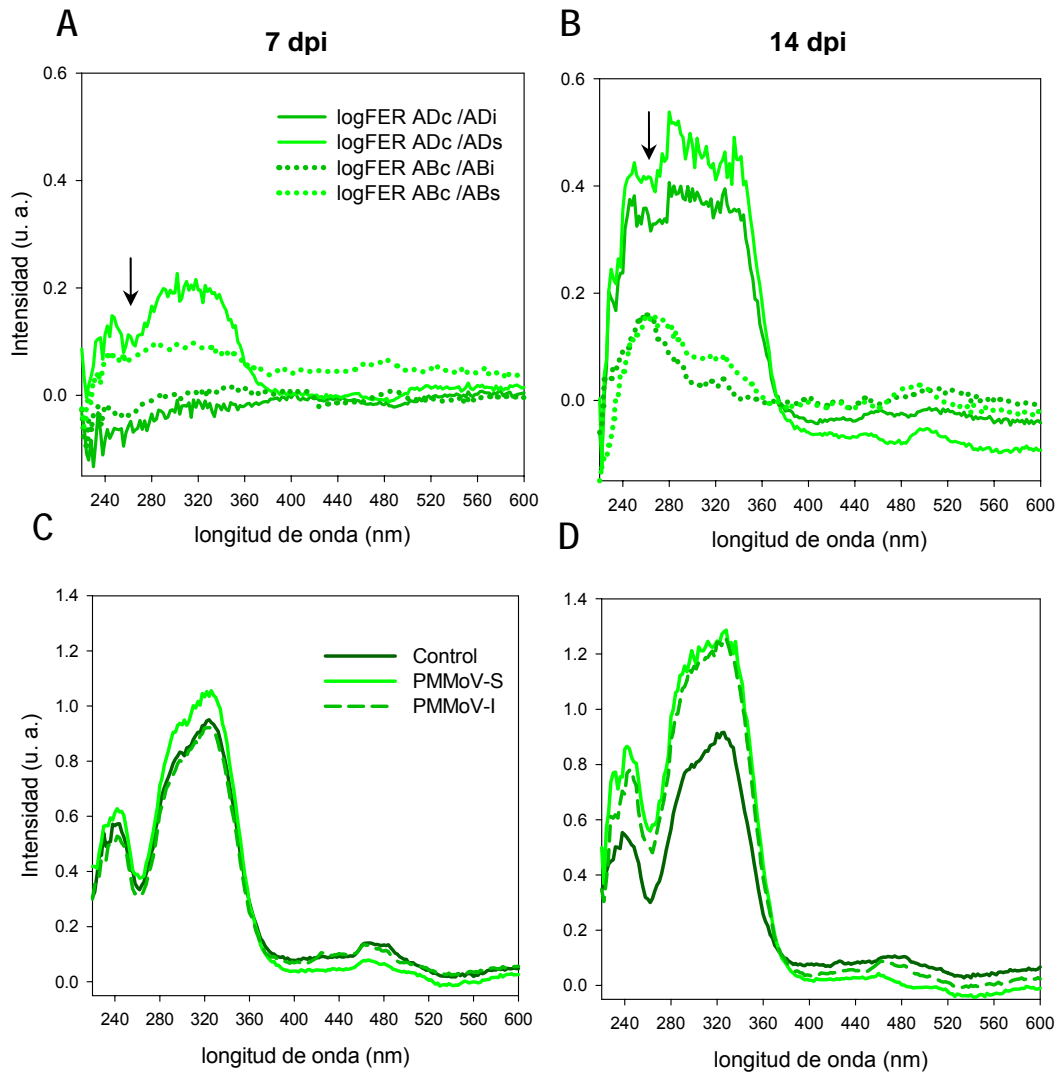 A
7 dpi
B
14 dpi
Intensidad (u. a.)
0.6
0.4
0.2
0.0
logFER ADc /ADi
logFER ADc /ADs
logFER ABc /ABi
logFER ABc /ABs
240 280 320 360 400 440 480 520 560 600
longitud de onda (nm)
0.6
0.4
0.2
0.0
240 280 320 360 400 440 480 520 560 600
longitud de onda (nm)
C
D
Intensidad (u. a.)
1.4
1.2
1.0
0.8
0.6
0.4
0.2
0.0
Control
PMMoV-S
PMMoV-I
240 280 320 360 400 440 480 520 560 600
longitud de onda (nm)
1.4
1.2
1.0
0.8
0.6
0.4
0.2
0.0
240 280 320 360 400 440 480 520 560 600
longitud de onda (nm)